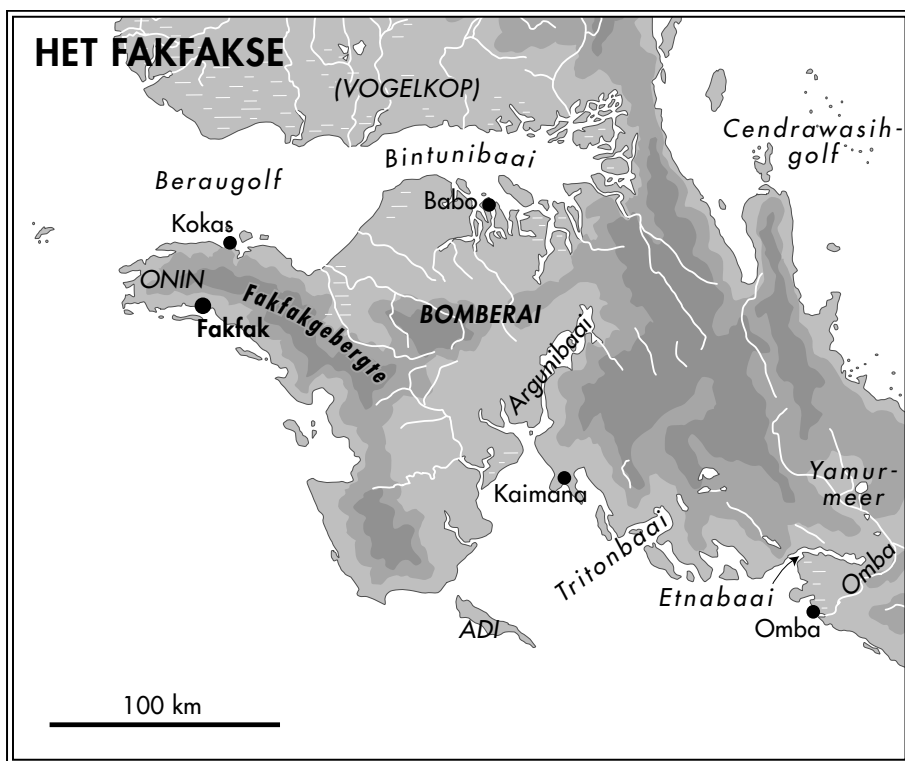 HET FAKFAKSE
(VOGELKOP)
Cendrawasih-
golf
Bintunibaai
Beraugolf
Babo
Kokas
ONIN
Fakfakgebergte
BOMBERAI
Fakfak
Argunibaai
Yamur-
meer
Kaimana
Tritonbaai
Omba
Etnabaai
Omba
ADI
100 km